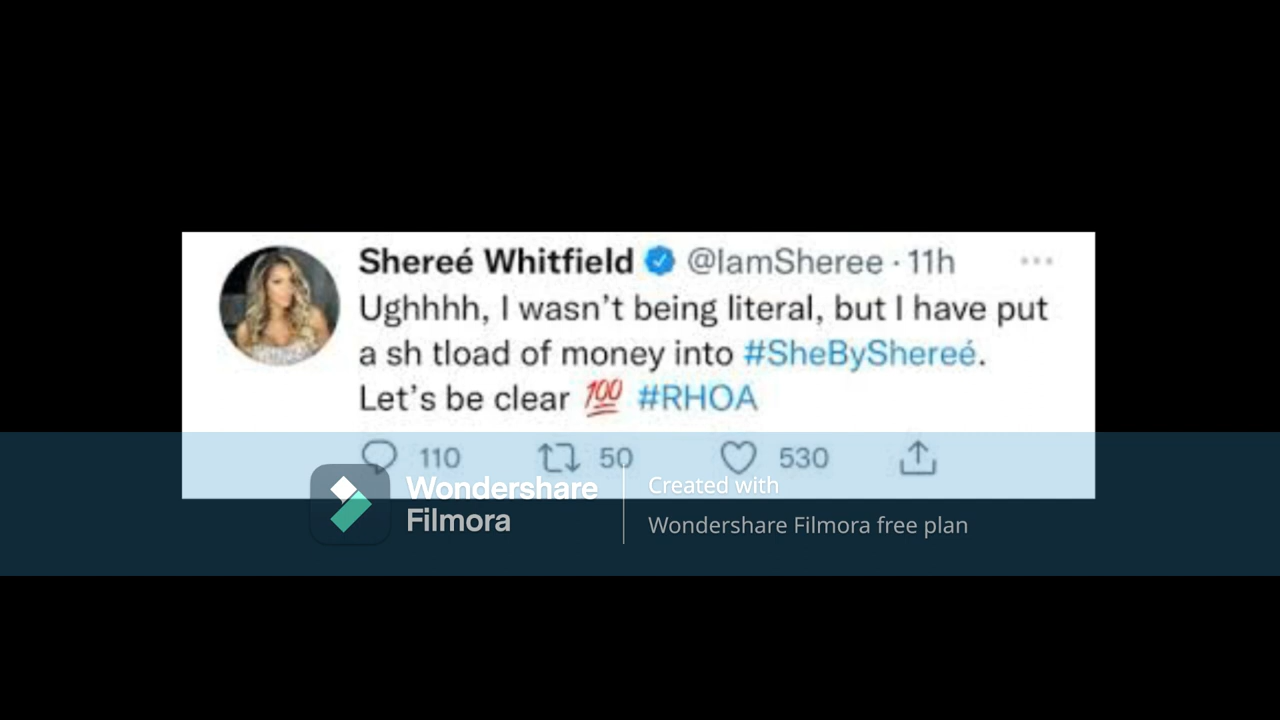 Shereé Whitfield @IamSheree · 11h
Ughhhh, I wasn't being literal, but I have put
a sh tload of money into #SheByShereé.
Let's be clear 💯 #RHOA
110 50 530
Wondershare
Filmora
Created with
Wondershare Filmora free plan